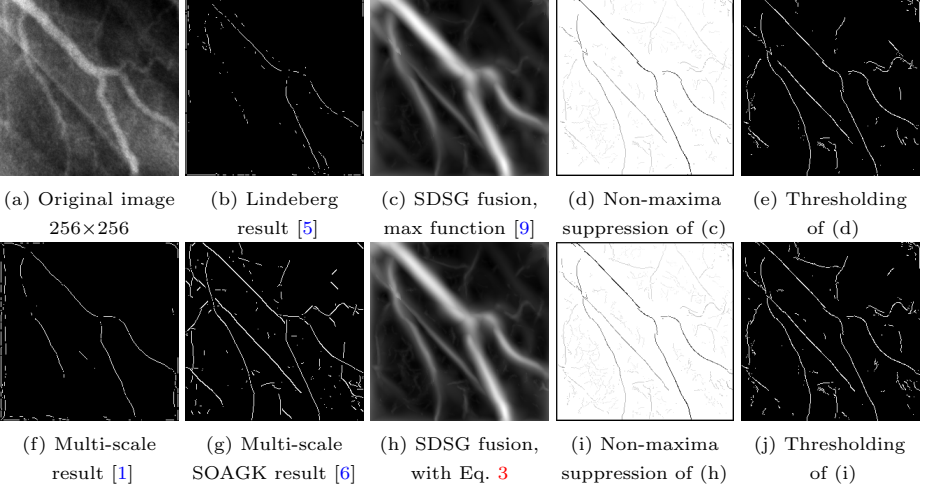 (a) Original image
256×256
(b) Lindeberg
result [5]
(c) SDSG fusion,
max function [9]
(d) Non-maxima
suppression of (c)
(e) Thresholding
of (d)
(f) Multi-scale
result [1]
(g) Multi-scale
SOAGK result [6]
(h) SDSG fusion,
with Eq. 3
(i) Non-maxima
suppression of (h)
(j) Thresholding
of (i)